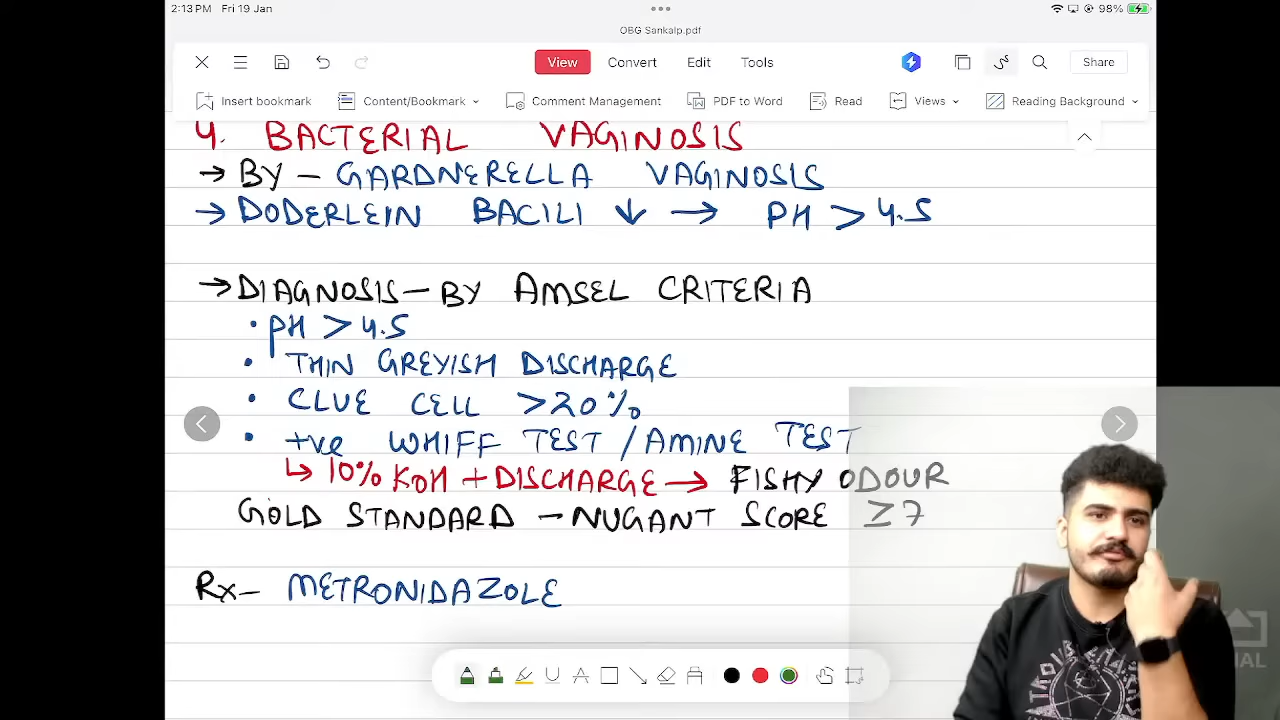 2:13 PM Fri 19 Jan
98%
OBG Sankalp.pdf
View Convert Edit Tools Share
Insert bookmark Content/Bookmark Comment Management PDF to Word Read Views Reading Background
4. BACTERIAL VAGINOSIS
→ BY - GARDNERELLA VAGINOSIS
→ DODERLEIN BACILI ↓ → PH > 4.5
→ DIAGNOSIS - BY AMSEL CRITERIA
• PH > 4.5
• THIN GREYISH DISCHARGE
• CLUE CELL >20%
• +ve WHIFF TEST / AMINE TEST
↳ 10% KOH + DISCHARGE → FISHY ODOUR
GOLD STANDARD - NUGANT SCORE ≥7
Rx - METRONIDAZOLE